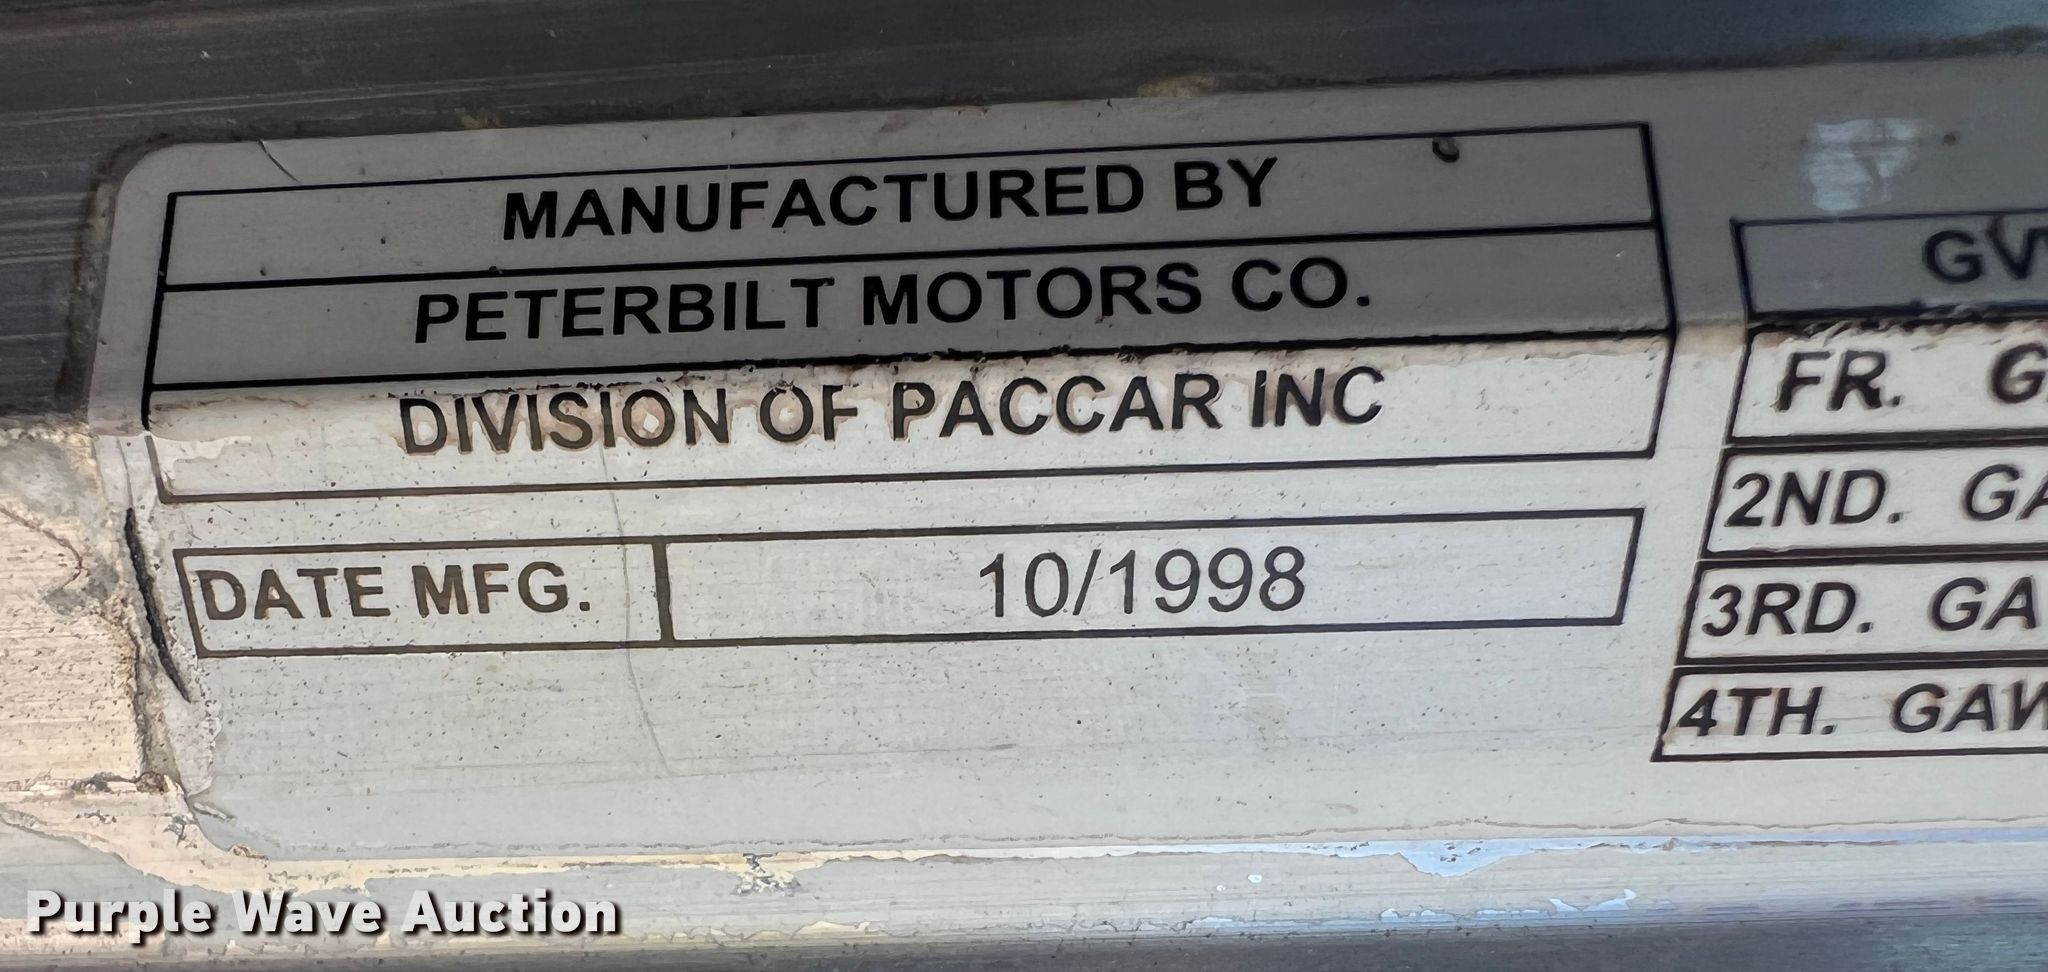 MANUFACTURED BY
PETERBILT MOTORS CO.
DIVISION OF PACCAR INC
DATE MFG. 10/1998
FR.
2ND.
3RD.
4TH.
Purple Wave Auction